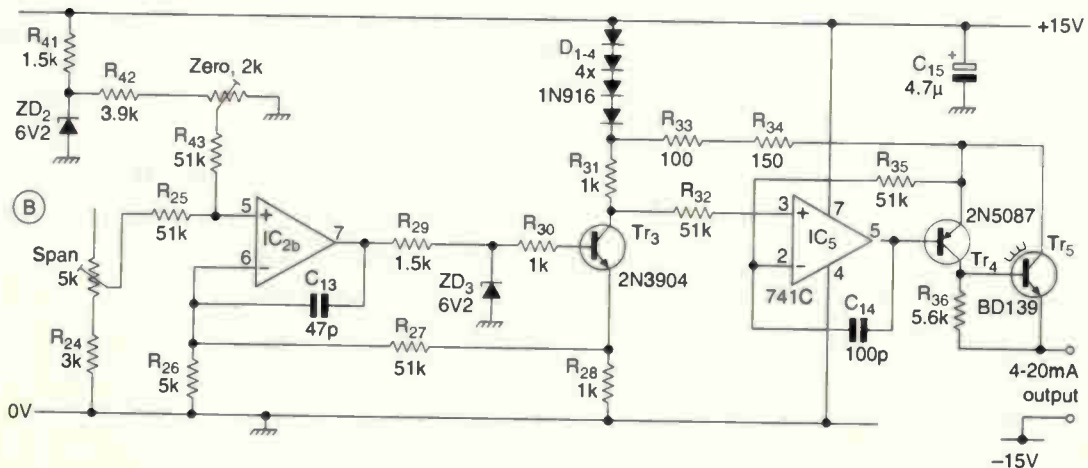 +15V
R41
1.5k
R42
3.9k
Zero, 2k
ZD2
6V2
R43
51k
D1-4
4x
1N916
C15
+
4.7µ
R33
100
R34
150
R31
1k
R35
51k
B
R25
51k
5
+
IC2b
7
6
−
R29
1.5k
R30
1k
Tr3
2N3904
R32
51k
3
+
IC5
7
5
2
−
4
741C
2N5087
Tr4
Tr5
BD139
Span
5k
C13
47p
ZD3
6V2
C14
100p
R36
5.6k
R24
3k
R26
5k
R27
51k
R28
1k
4-20mA
output
0V
−15V